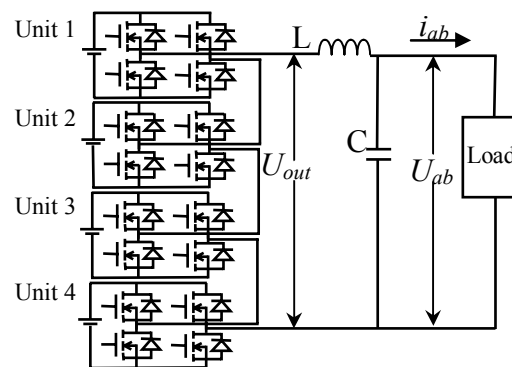 Unit 1
L
i_ab
Unit 2
C
U_out
U_ab
Load
Unit 3
Unit 4